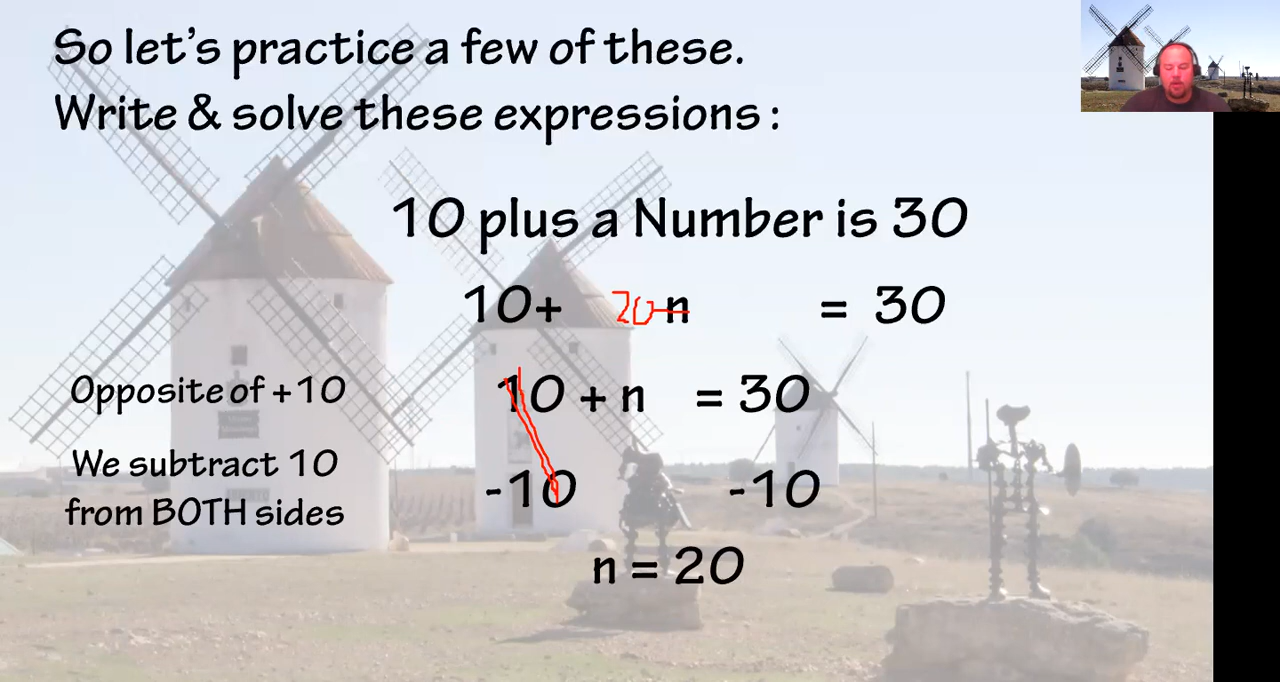 So let's practice a few of these.
Write & solve these expressions :
10 plus a Number is 30
10+ 20 n = 30
Opposite of +10
10 + n = 30
We subtract 10
from BOTH sides
-10 -10
n = 20